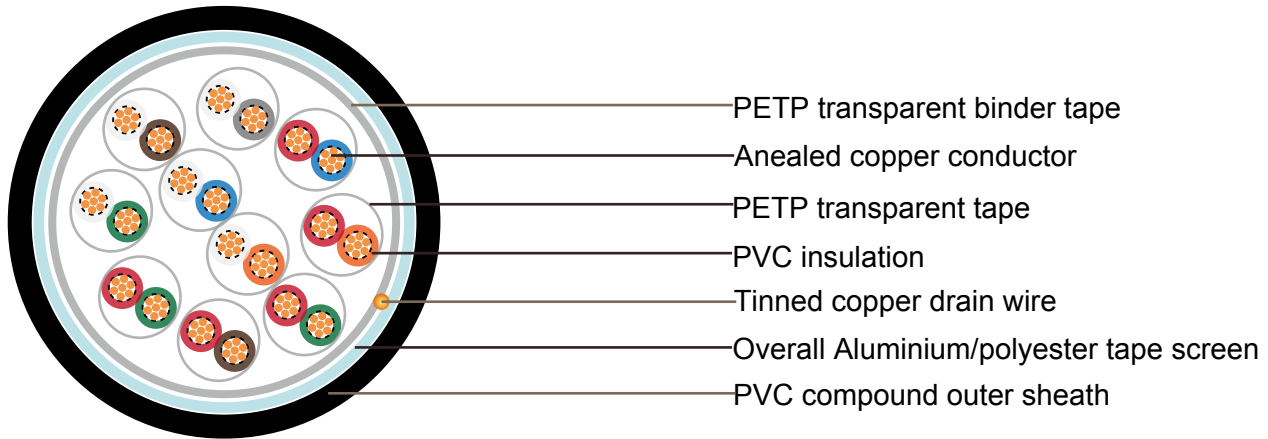 PETP transparent binder tape
Anealed copper conductor
PETP transparent tape
PVC insulation
Tinned copper drain wire
Overall Aluminium/polyester tape screen
PVC compound outer sheath